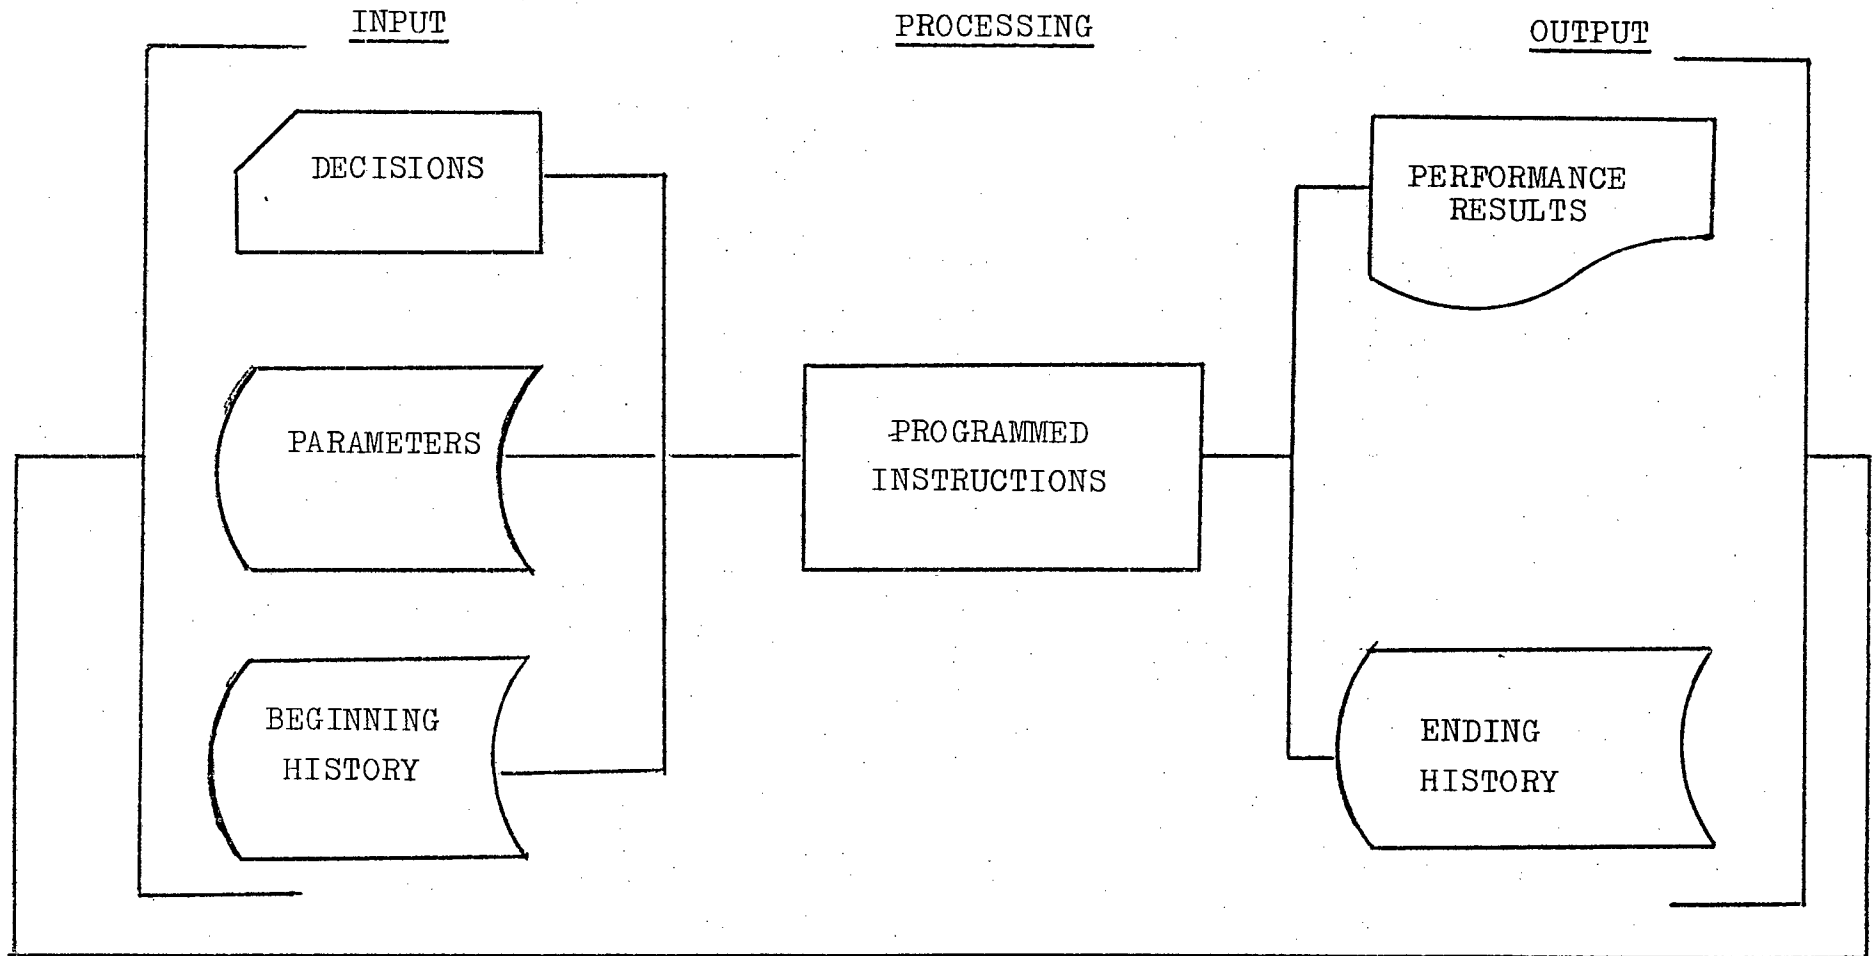 INPUT
PROCESSING
OUTPUT
DECISIONS
PERFORMANCE
RESULTS
PARAMETERS
PROGRAMMED
INSTRUCTIONS
BEGINNING
HISTORY
ENDING
HISTORY